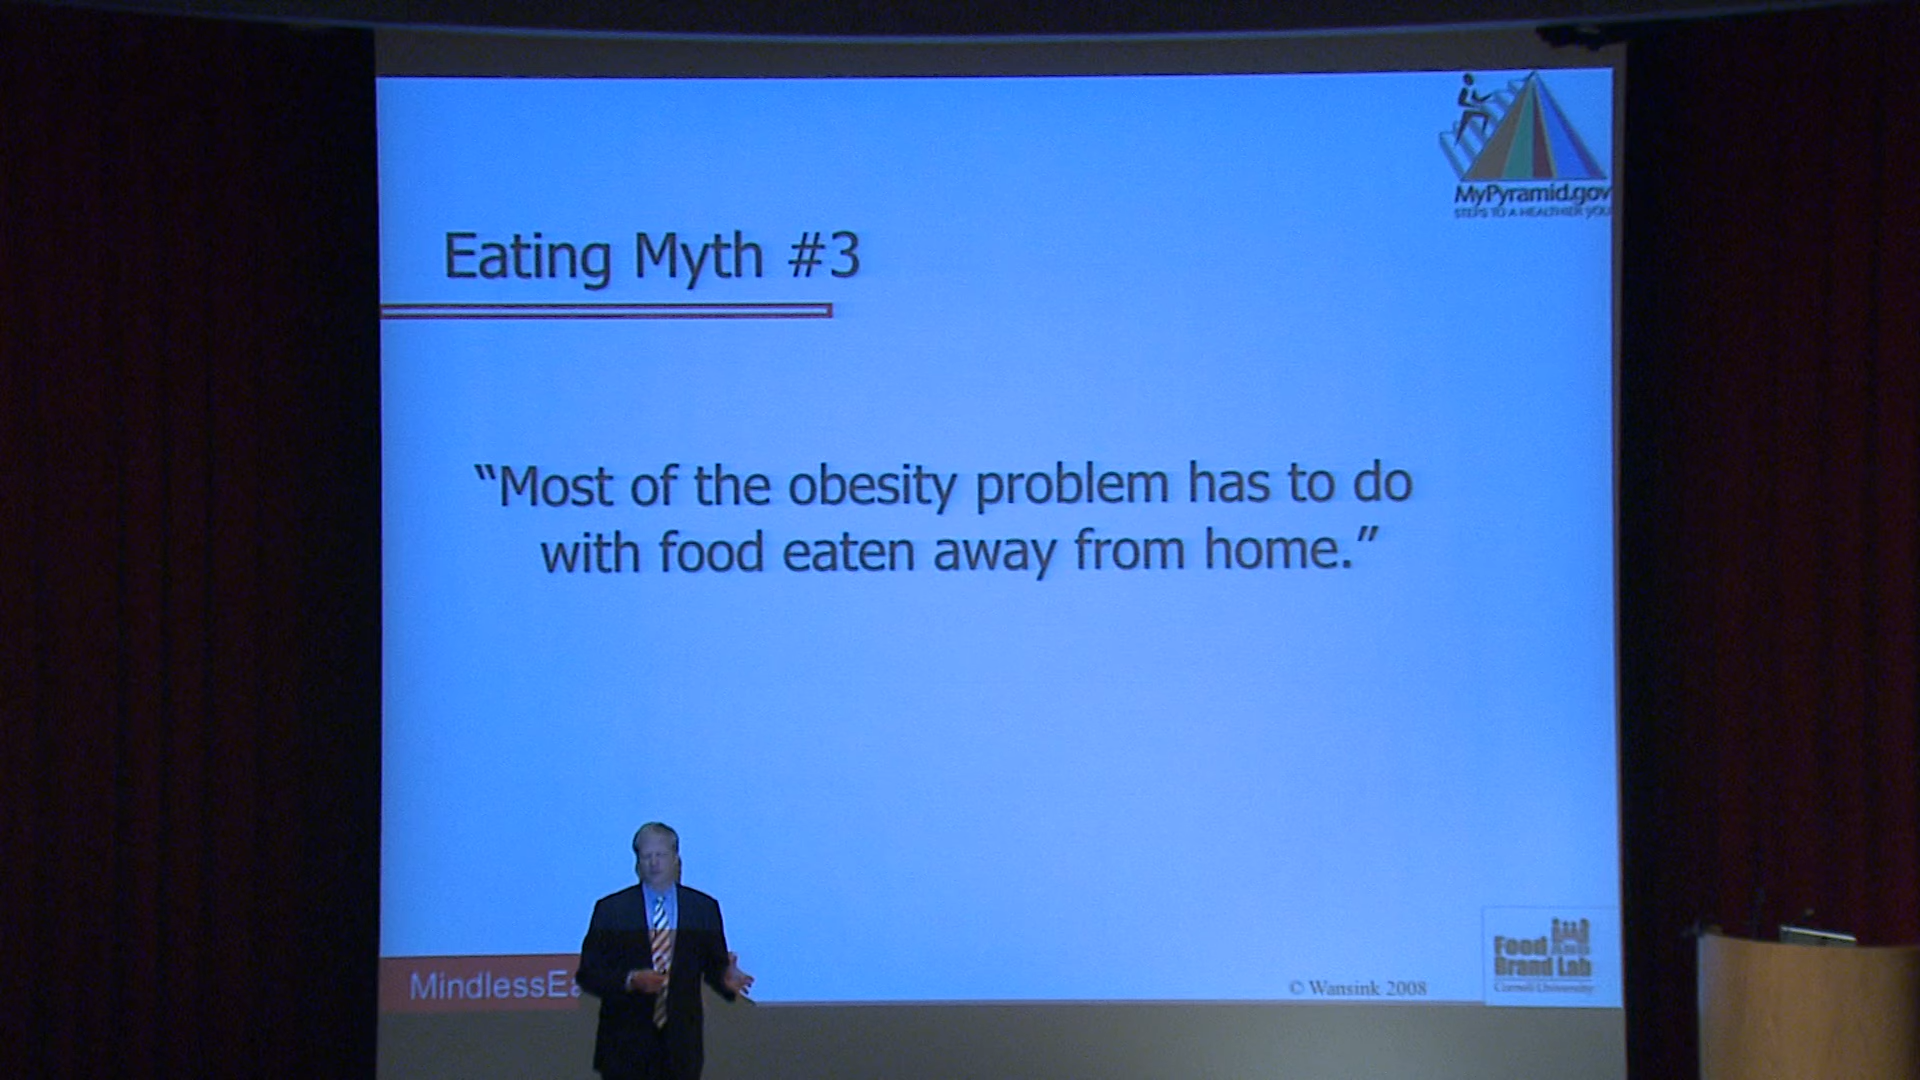 MyPyramid.gov
STEPS TO A HEALTHIER YOU
Eating Myth #3
“Most of the obesity problem has to do
with food eaten away from home.”
MindlessEa
© Wansink 2008
Food and
Brand Lab
Cornell University